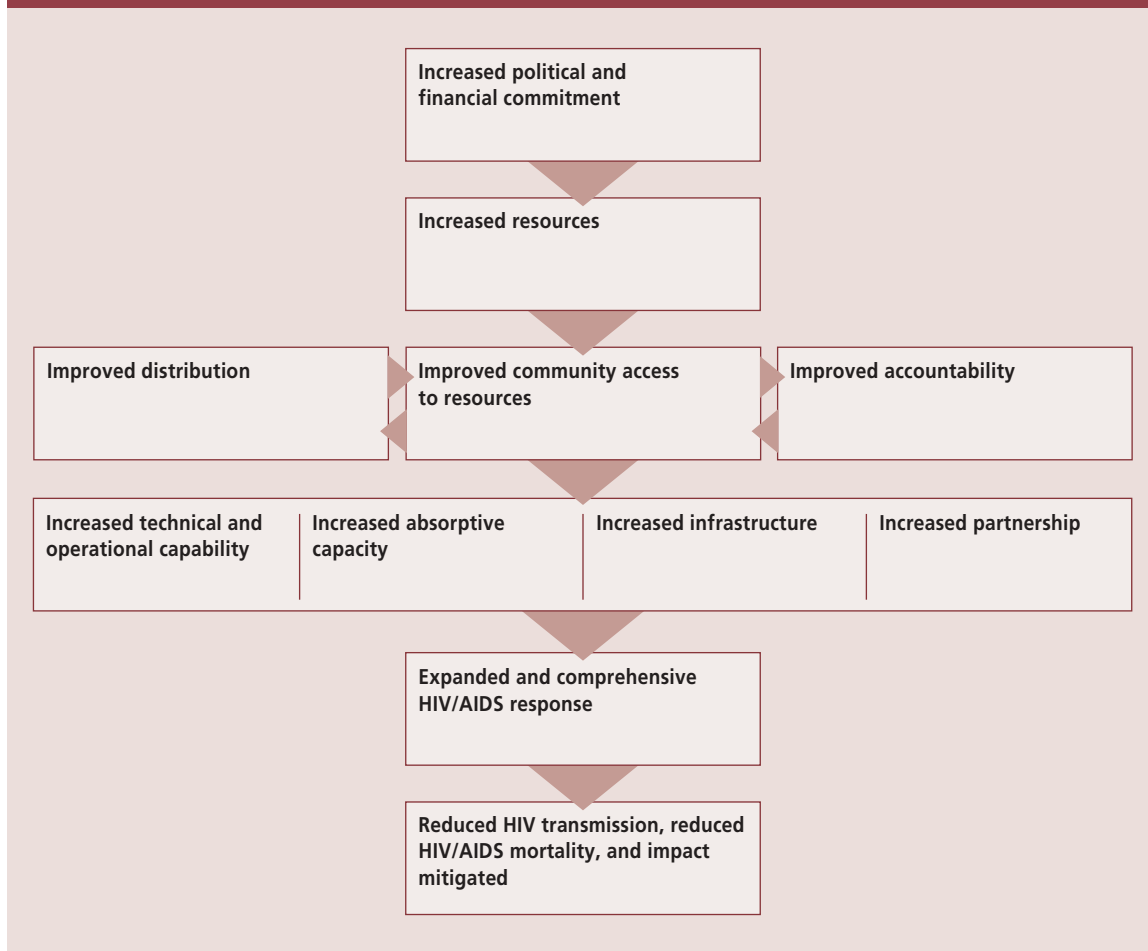 Increased political and
financial commitment
Increased resources
Improved distribution
Improved community access
to resources
Improved accountability
Increased technical and
operational capability
Increased absorptive
capacity
Increased infrastructure
Increased partnership
Expanded and comprehensive
HIV/AIDS response
Reduced HIV transmission, reduced
HIV/AIDS mortality, and impact
mitigated